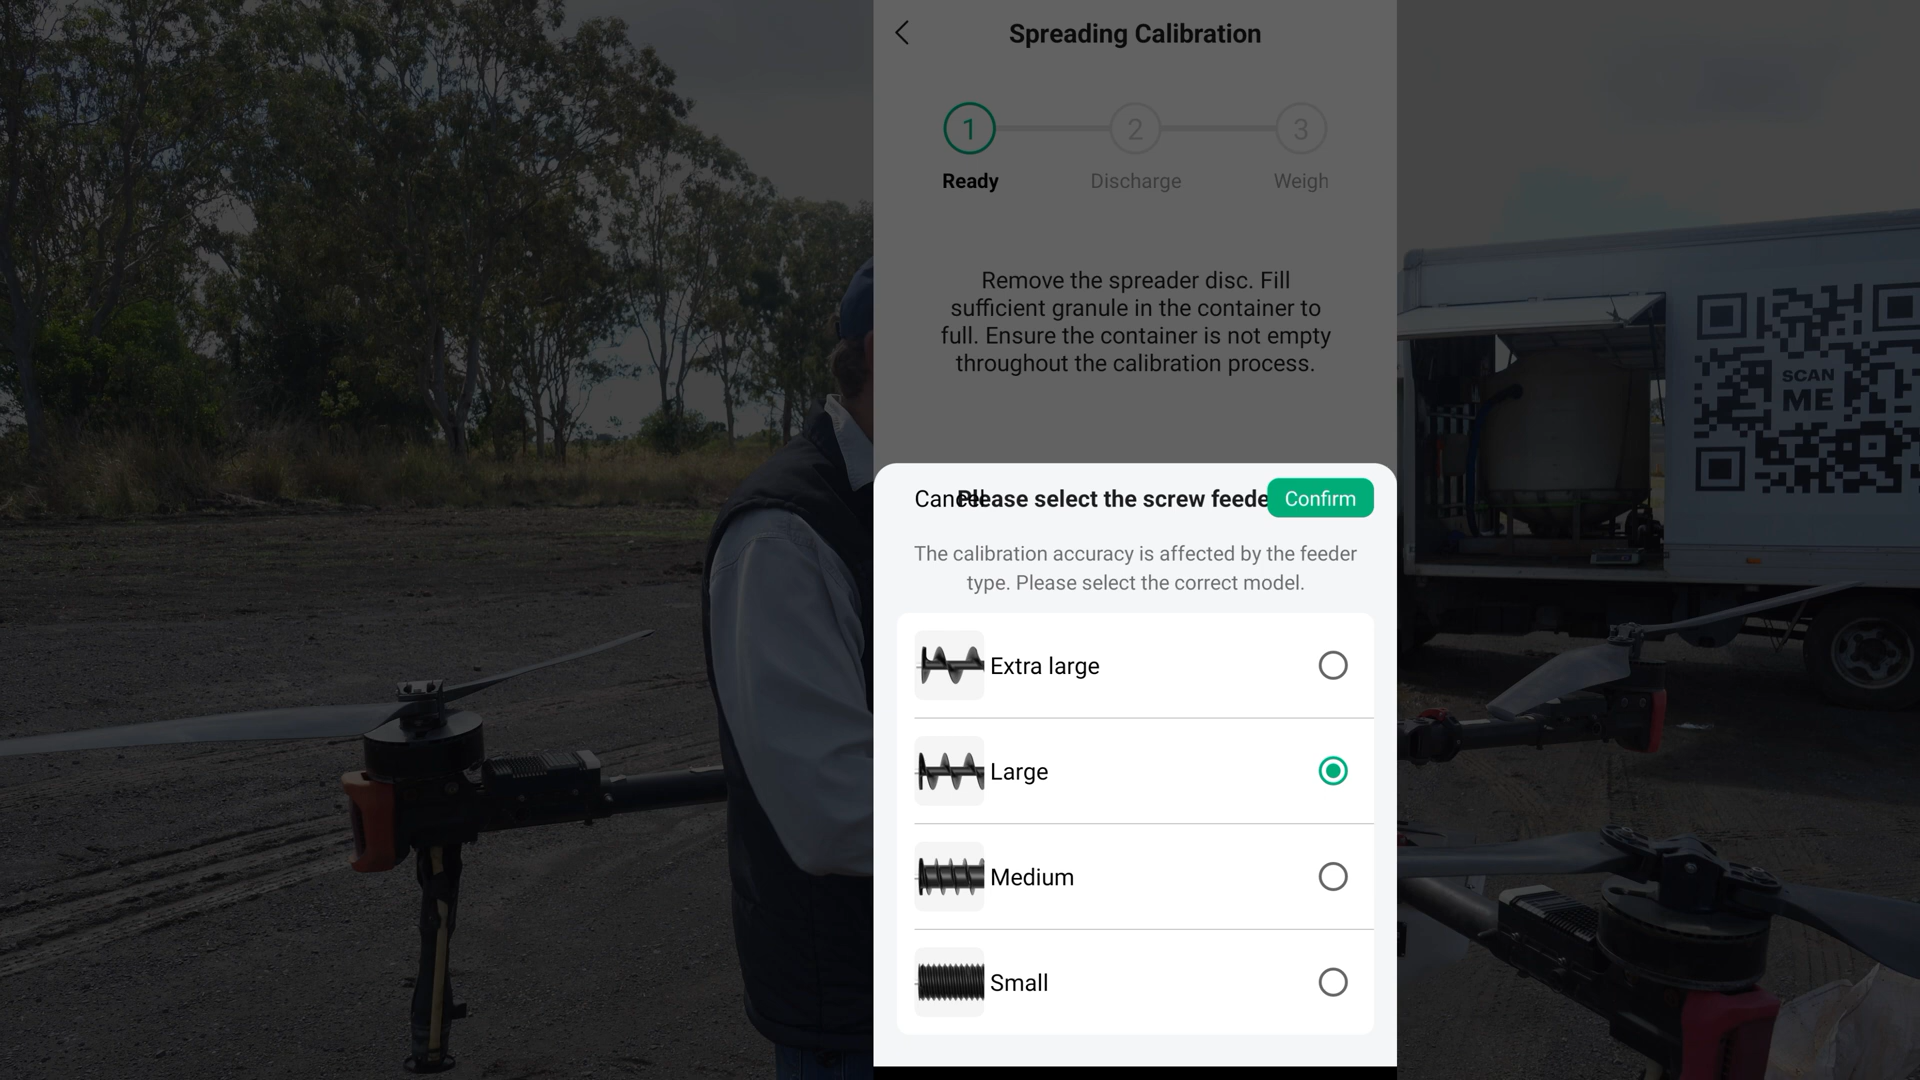 Spreading Calibration
1
2
3
Ready
Discharge
Weigh
Remove the spreader disc. Fill
sufficient granule in the container to
full. Ensure the container is not empty
throughout the calibration process.
Cancel
Please select the screw feede
Confirm
The calibration accuracy is affected by the feeder
type. Please select the correct model.
Extra large
Large
Medium
Small
SCAN
ME